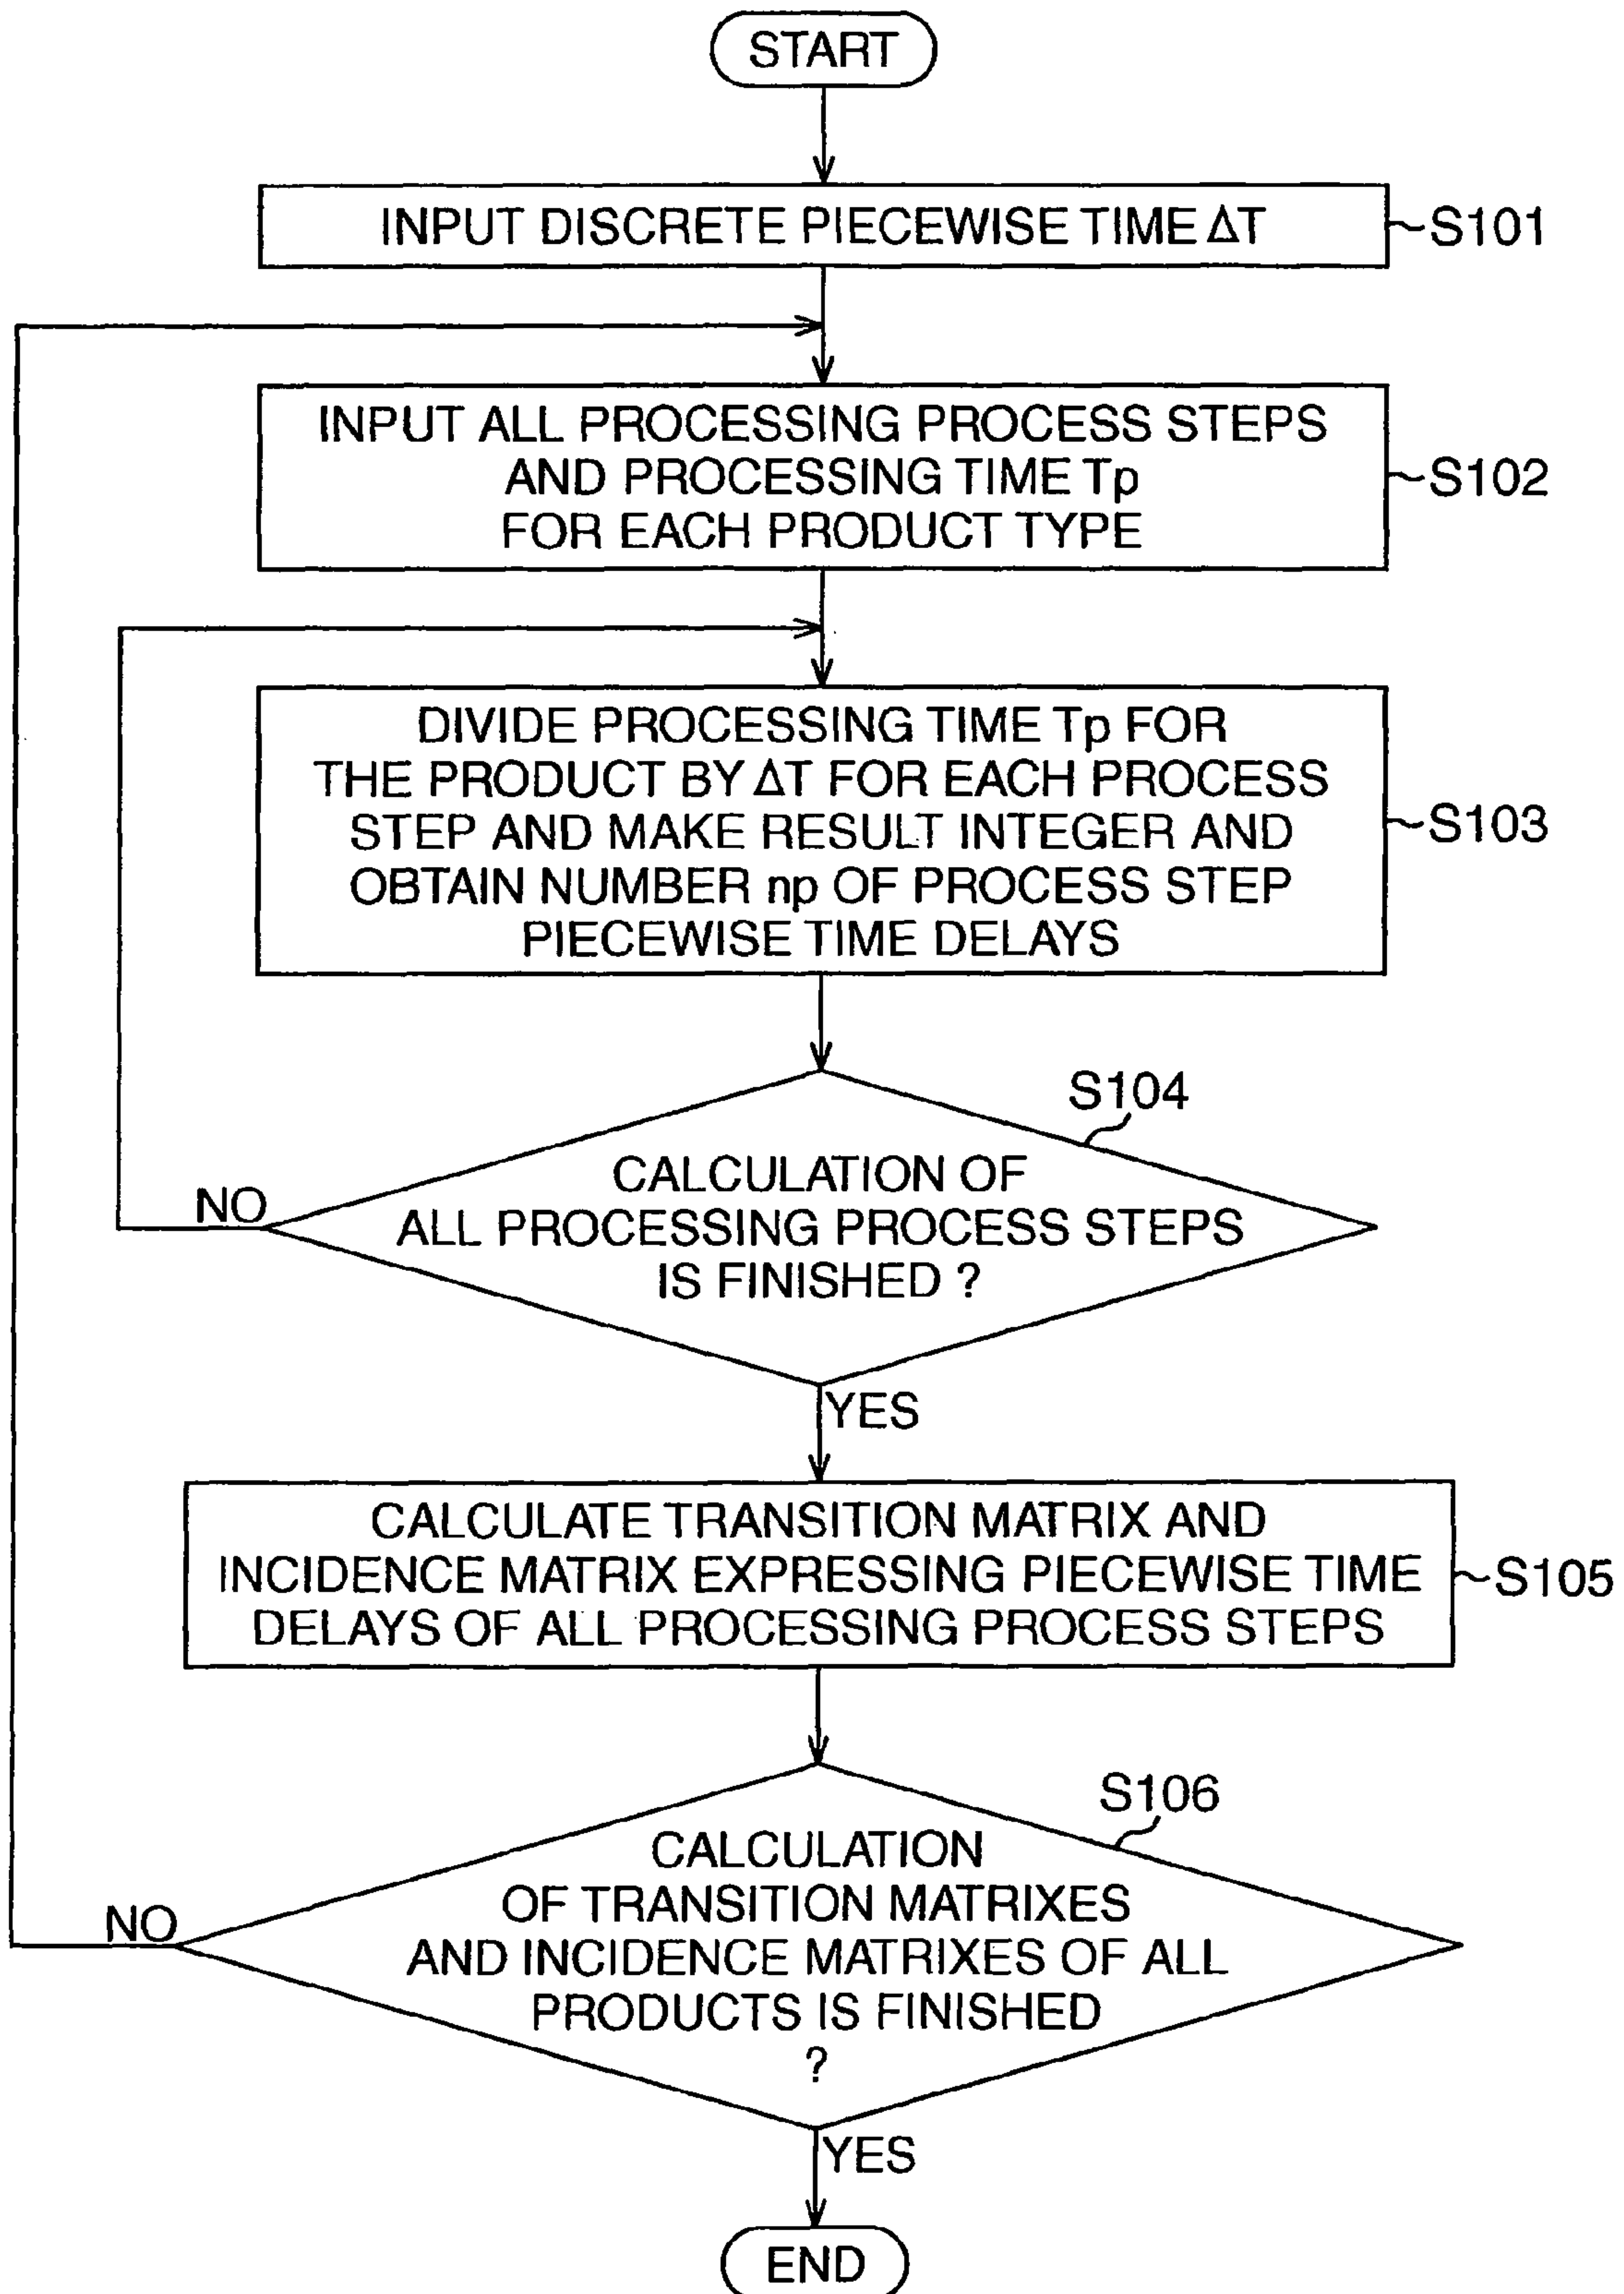 START
INPUT DISCRETE PIECEWISE TIME ΔT
S101
INPUT ALL PROCESSING PROCESS STEPS
AND PROCESSING TIME Tp
FOR EACH PRODUCT TYPE
S102
DIVIDE PROCESSING TIME Tp FOR
THE PRODUCT BY ΔT FOR EACH PROCESS
STEP AND MAKE RESULT INTEGER AND
OBTAIN NUMBER np OF PROCESS STEP
PIECEWISE TIME DELAYS
S103
S104
CALCULATION OF
ALL PROCESSING PROCESS STEPS
IS FINISHED ?
NO
YES
CALCULATE TRANSITION MATRIX AND
INCIDENCE MATRIX EXPRESSING PIECEWISE TIME
DELAYS OF ALL PROCESSING PROCESS STEPS
S105
S106
CALCULATION
OF TRANSITION MATRIXES
AND INCIDENCE MATRIXES OF ALL
PRODUCTS IS FINISHED
?
NO
YES
END